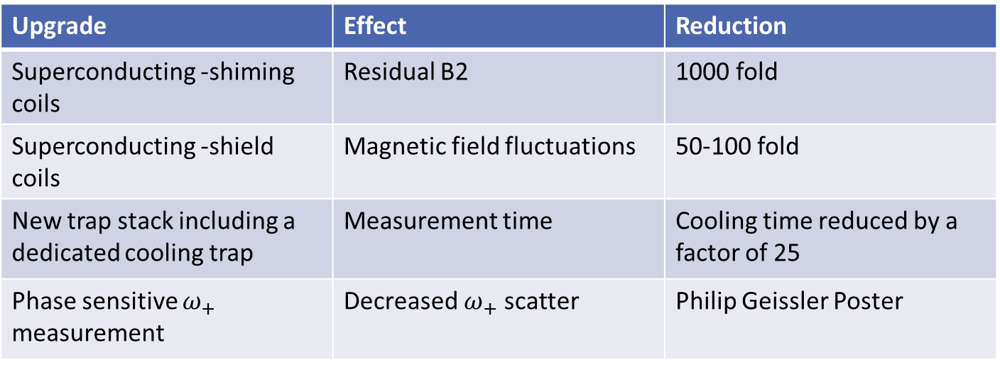 Upgrade Effect Reduction
Superconducting -shiming Residual B2 1000 fold
coils
Superconducting -shield Magnetic field fluctuations 50-100 fold
coils
New trap stack including a Measurement time Cooling time reduced by a
dedicated cooling trap factor of 25
Phase sensitive ω₊ Decreased ω₊ scatter Philip Geissler Poster
measurement